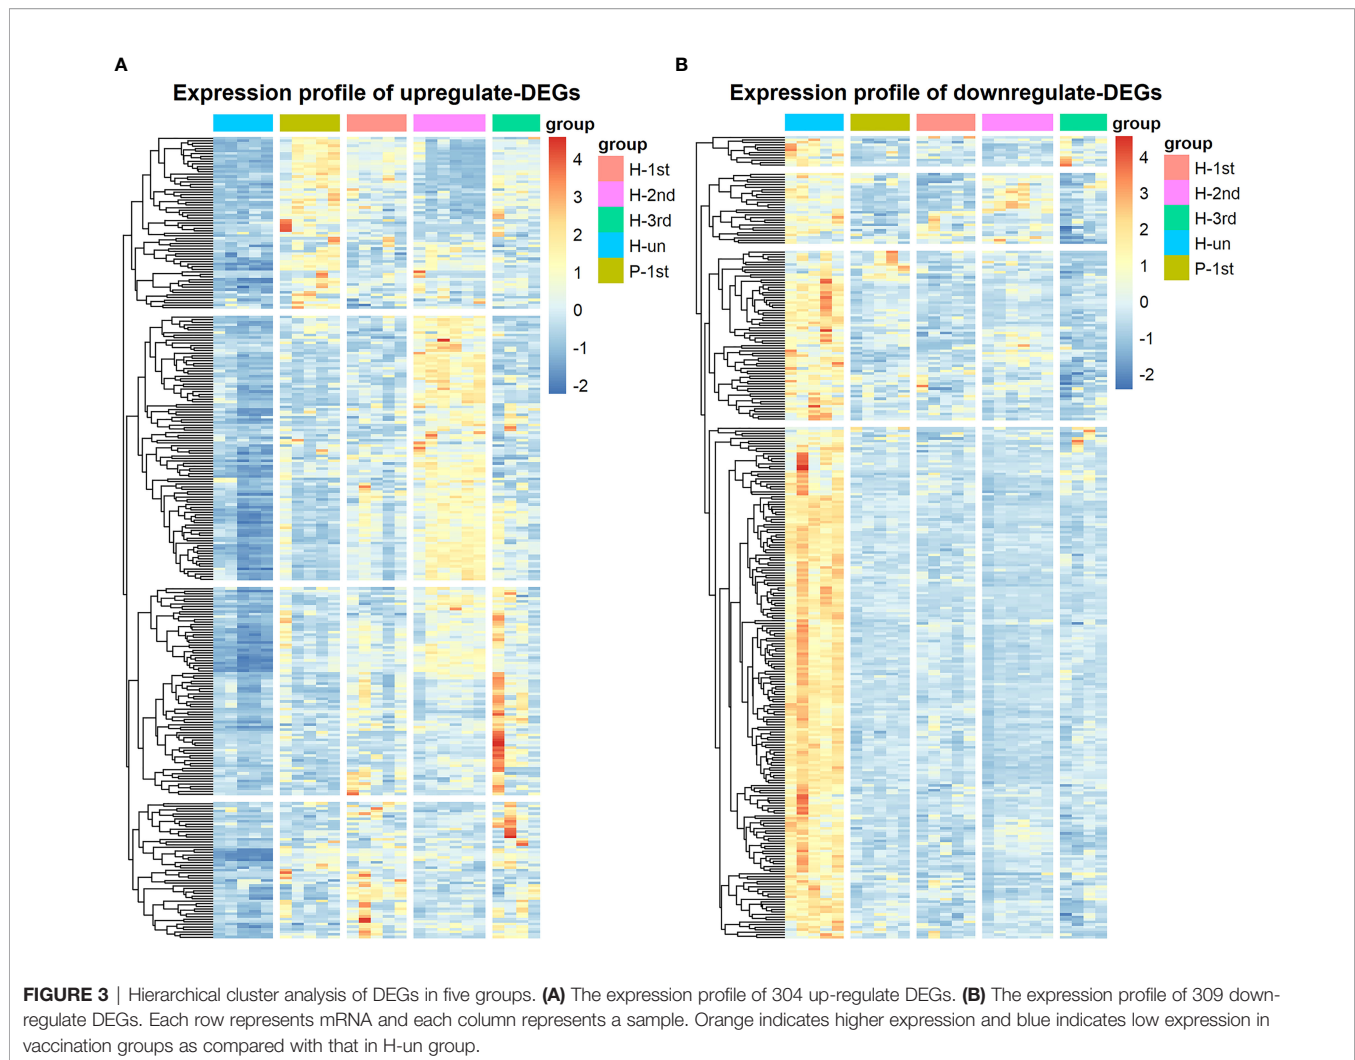 A
Expression profile of upregulate-DEGs
group
4
3
2
1
0
-1
-2
group
H-1st
H-2nd
H-3rd
H-un
P-1st
B
Expression profile of downregulate-DEGs
group
4
3
2
1
0
-1
-2
group
H-1st
H-2nd
H-3rd
H-un
P-1st
FIGURE 3 | Hierarchical cluster analysis of DEGs in five groups. (A) The expression profile of 304 up-regulate DEGs. (B) The expression profile of 309 down-
regulate DEGs. Each row represents mRNA and each column represents a sample. Orange indicates higher expression and blue indicates low expression in
vaccination groups as compared with that in H-un group.